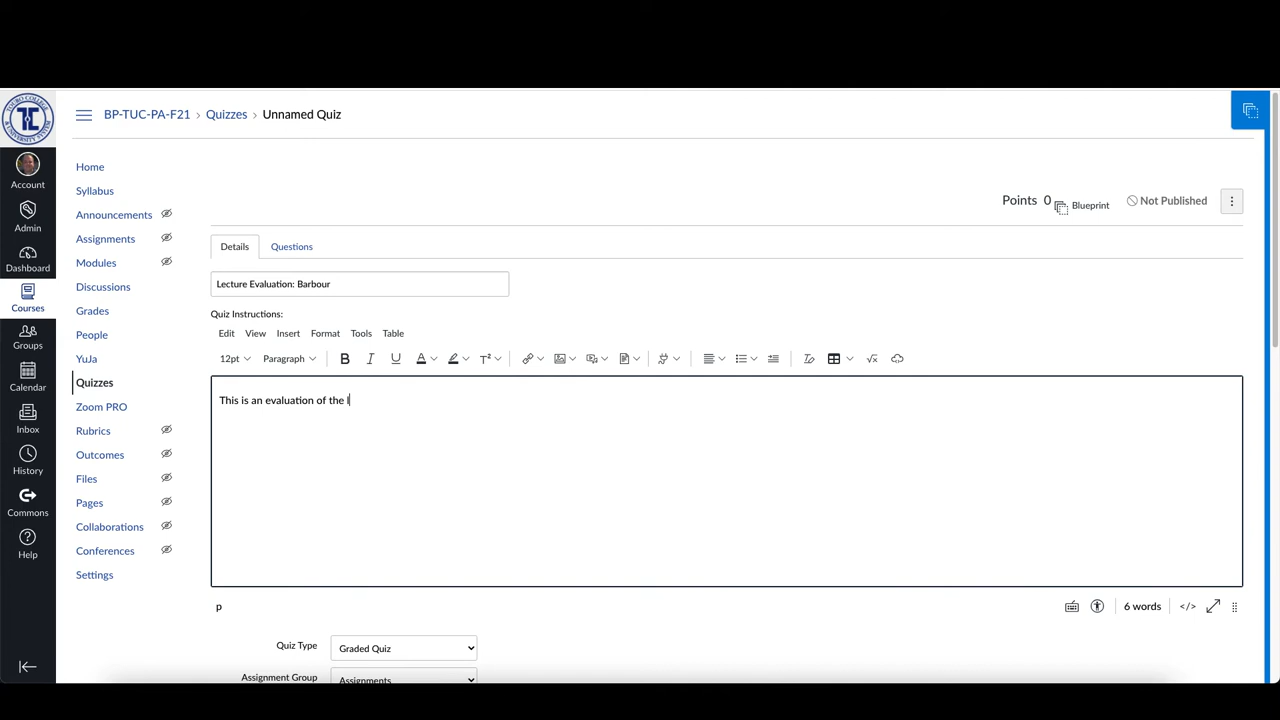 BP-TUC-PA-F21 › Quizzes › Unnamed Quiz
Account
Admin
Dashboard
Courses
Groups
Calendar
Inbox
History
Commons
Help
Home
Syllabus
Announcements
Assignments
Modules
Discussions
Grades
People
YuJa
Quizzes
Zoom PRO
Rubrics
Outcomes
Files
Pages
Collaborations
Conferences
Settings
Points 0 Blueprint Not Published
Details Questions
Lecture Evaluation: Barbour
Quiz Instructions:
Edit View Insert Format Tools Table
12pt Paragraph B I U A T²
This is an evaluation of the l
p 6 words </>
Quiz Type Graded Quiz
Assignment Group Assignments